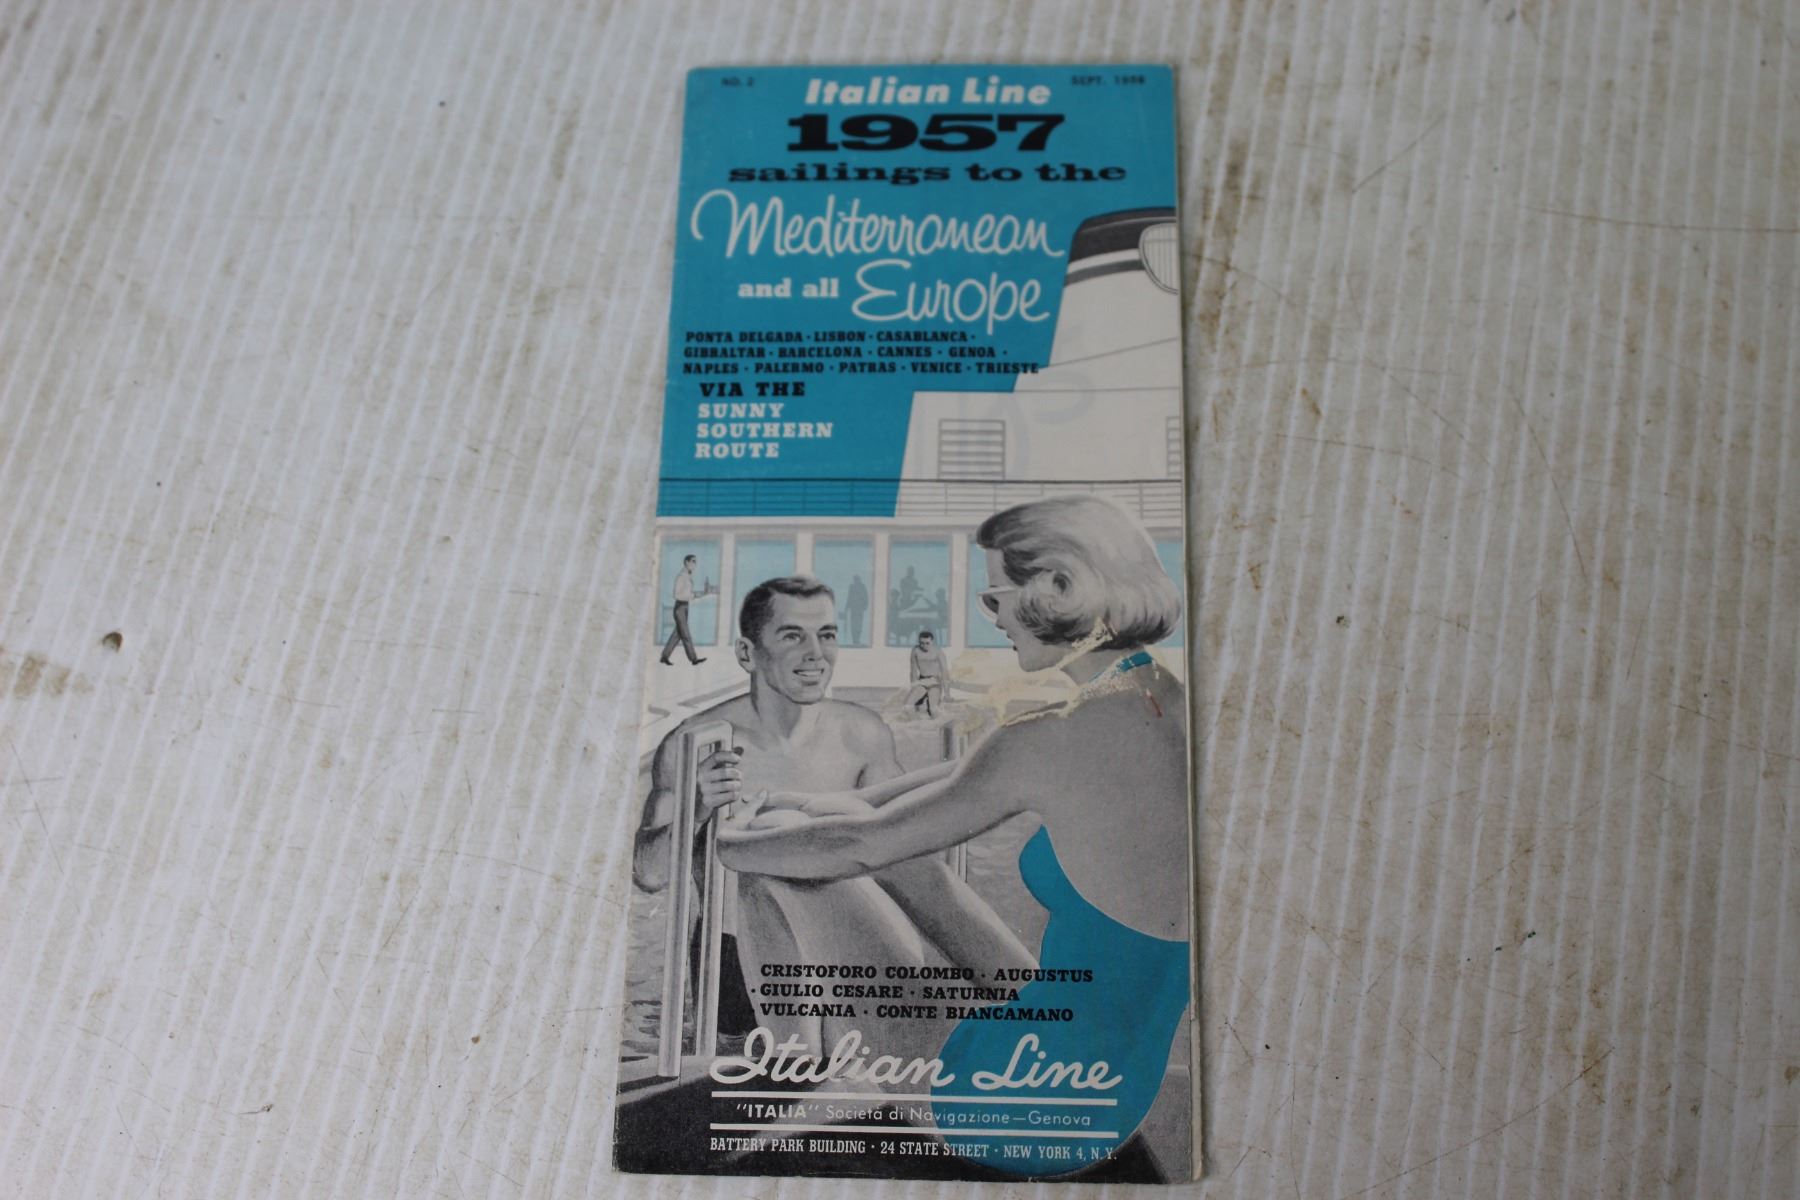 NO. 2 SEPT. 1956
Italian Line
1957
sailings to the
Mediterranean
and all Europe
PONTA DELGADA · LISBON · CASABLANCA ·
GIBRALTAR · BARCELONA · CANNES · GENOA ·
NAPLES · PALERMO · PATRAS · VENICE · TRIESTE
VIA THE
SUNNY
SOUTHERN
ROUTE
CRISTOFORO COLOMBO · AUGUSTUS
· GIULIO CESARE · SATURNIA
· VULCANIA · CONTE BIANCAMANO
Italian Line
"ITALIA" Società di Navigazione—Genova
BATTERY PARK BUILDING · 24 STATE STREET · NEW YORK 4, N.Y.